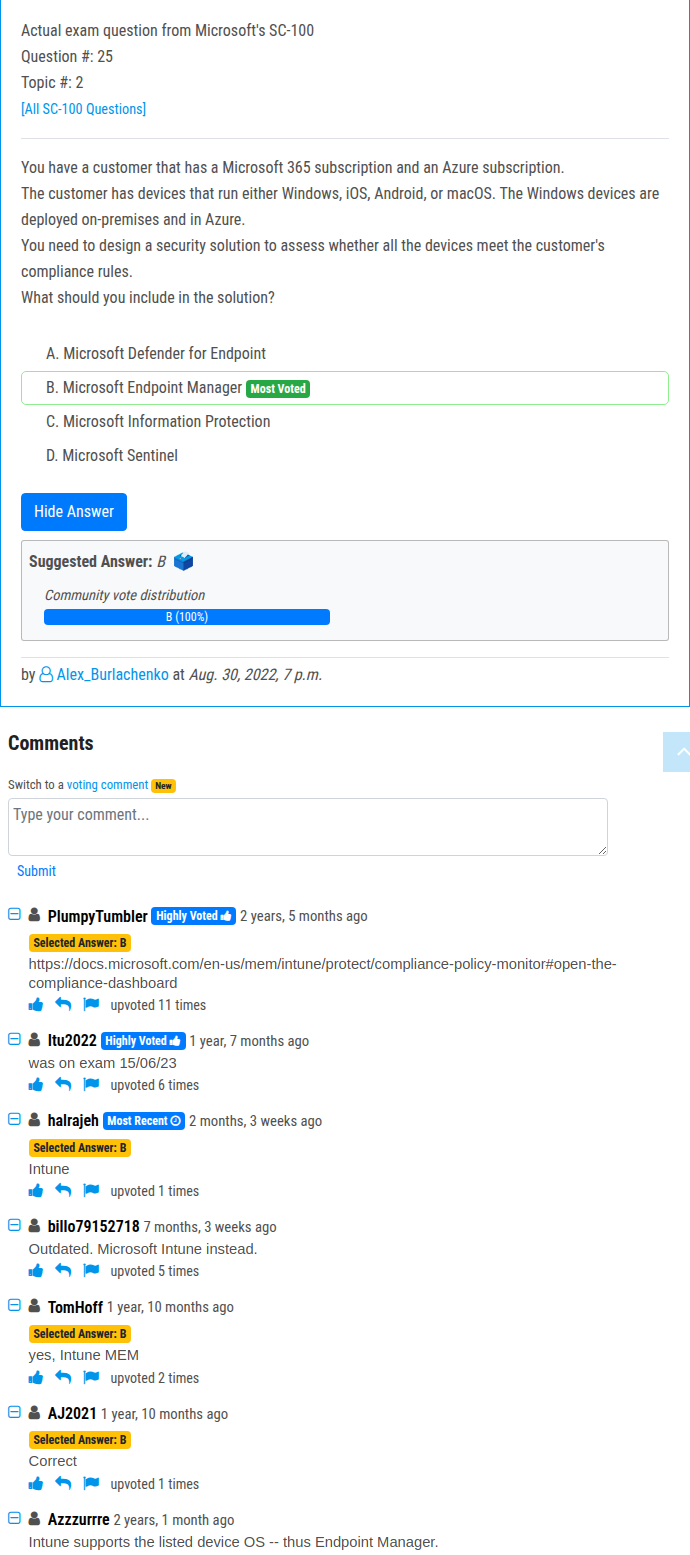 Actual exam question from Microsoft's SC-100
Question #: 25
Topic #: 2
[All SC-100 Questions]
You have a customer that has a Microsoft 365 subscription and an Azure subscription.
The customer has devices that run either Windows, iOS, Android, or macOS. The Windows devices are
deployed on-premises and in Azure.
You need to design a security solution to assess whether all the devices meet the customer's
compliance rules.
What should you include in the solution?
A. Microsoft Defender for Endpoint
B. Microsoft Endpoint Manager Most Voted
C. Microsoft Information Protection
D. Microsoft Sentinel
Hide Answer
Suggested Answer: B
Community vote distribution
B (100%)
by Alex_Burlachenko at Aug. 30, 2022, 7 p.m.
Comments
Switch to a voting comment New
Type your comment...
Submit
PlumpyTumbler Highly Voted 2 years, 5 months ago
Selected Answer: B
https://docs.microsoft.com/en-us/mem/intune/protect/compliance-policy-monitor#open-the-
compliance-dashboard
upvoted 11 times
Itu2022 Highly Voted 1 year, 7 months ago
was on exam 15/06/23
upvoted 6 times
halrajeh Most Recent 2 months, 3 weeks ago
Selected Answer: B
Intune
upvoted 1 times
billo79152718 7 months, 3 weeks ago
Outdated. Microsoft Intune instead.
upvoted 5 times
TomHoff 1 year, 10 months ago
Selected Answer: B
yes, Intune MEM
upvoted 2 times
AJ2021 1 year, 10 months ago
Selected Answer: B
Correct
upvoted 1 times
Azzzurrre 2 years, 1 month ago
Intune supports the listed device OS -- thus Endpoint Manager.